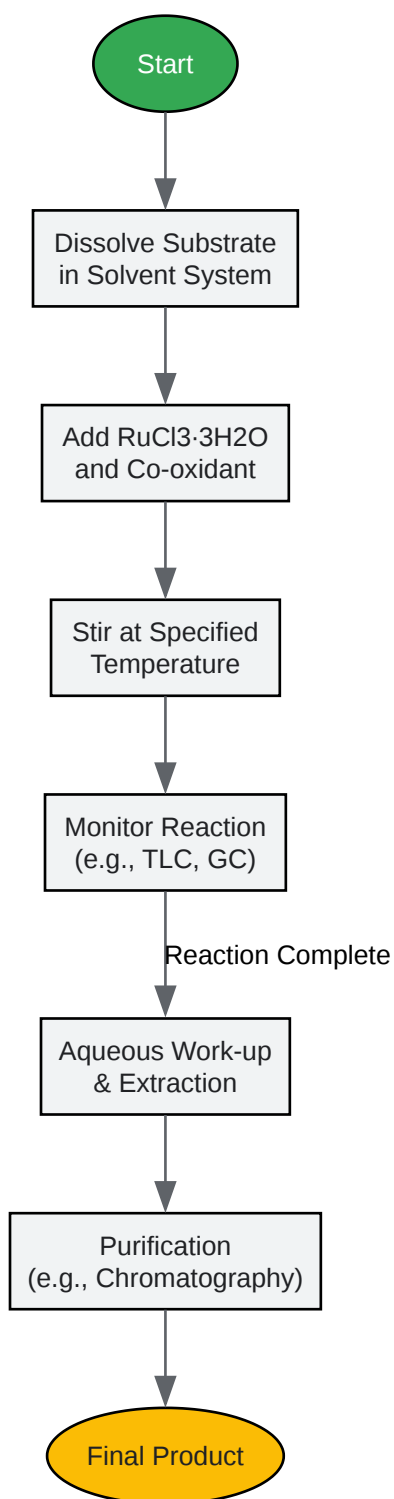 Start
Dissolve Substrate
in Solvent System
Add RuCl3·3H2O
and Co-oxidant
Stir at Specified
Temperature
Monitor Reaction
(e.g., TLC, GC)
Reaction Complete
Aqueous Work-up
& Extraction
Purification
(e.g., Chromatography)
Final Product